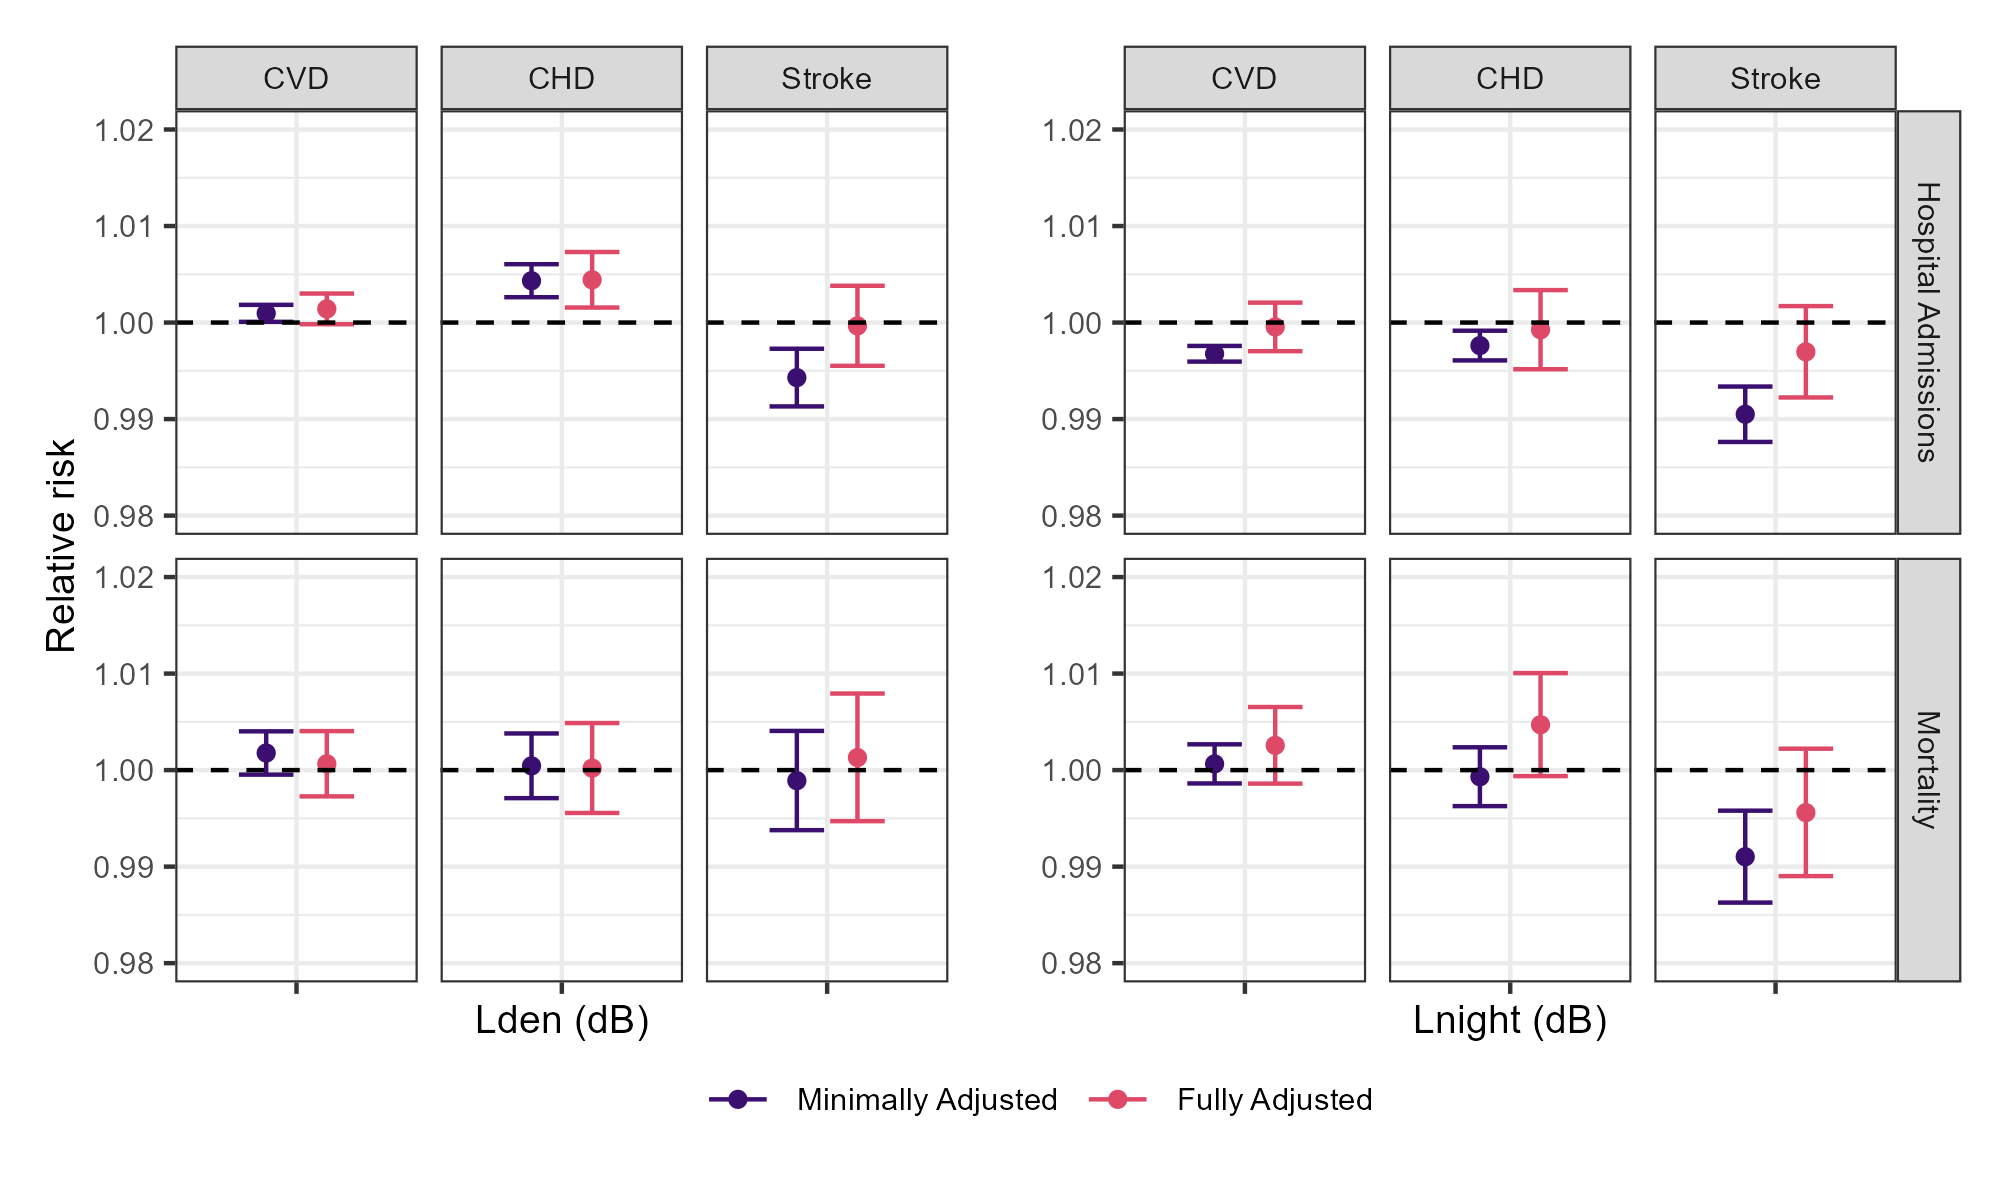 CVD CHD Stroke CVD CHD Stroke
1.02 1.02
1.01 1.01
1.00 1.00
0.99 0.99
0.98 0.98
Hospital Admissions
Relative risk
1.02 1.02
1.01 1.01
1.00 1.00
0.99 0.99
0.98 0.98
Mortality
Lden (dB) Lnight (dB)
Minimally Adjusted Fully Adjusted